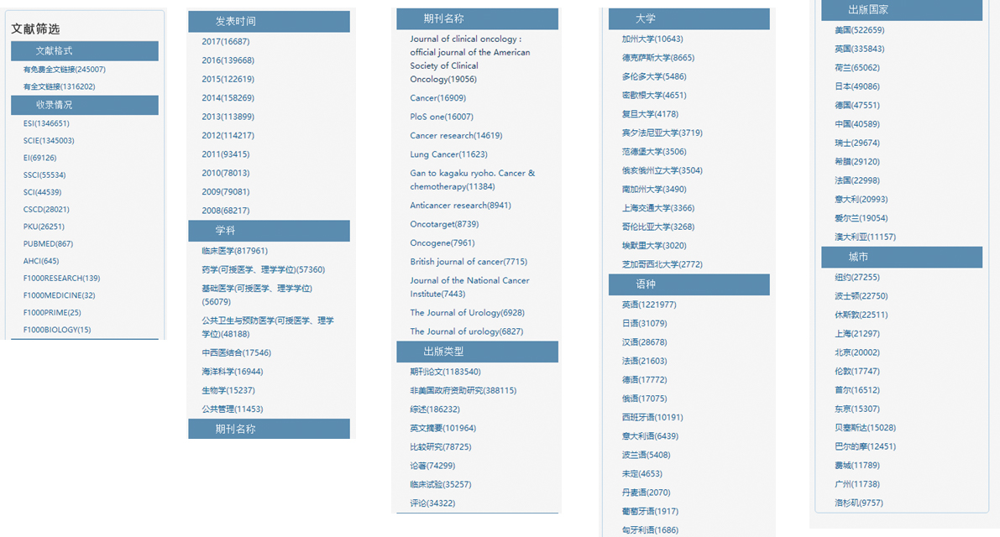 文献筛选
文献格式
有免费全文链接(245007)
有全文链接(1316202)
收录情况
ESI(1346651)
SCIE(1345003)
EI(69126)
SSCI(55534)
SCI(44539)
CSCD(28021)
PKU(26251)
PUBMED(867)
AHCI(645)
F1000RESEARCH(139)
F1000MEDICINE(32)
F1000PRIME(25)
F1000BIOLOGY(15)
发表时间
2017(16687)
2016(139668)
2015(122619)
2014(158269)
2013(113899)
2012(114217)
2011(93415)
2010(78013)
2009(79081)
2008(68217)
学科
临床医学(817961)
药学(可授医学、理学学位)(57360)
基础医学(可授医学、理学学位)
(56079)
公共卫生与预防医学(可授医学、理学
学位)(48188)
中西医结合(17546)
海洋科学(16944)
生物学(15237)
公共管理(11453)
期刊名称
期刊名称
Journal of clinical oncology :
official journal of the American
Society of Clinical
Oncology(19056)
Cancer(16909)
PloS one(16007)
Cancer research(14619)
Lung Cancer(11623)
Gan to kagaku ryoho. Cancer &
chemotherapy(11384)
Anticancer research(8941)
Oncotarget(8739)
Oncogene(7961)
British journal of cancer(7715)
Journal of the National Cancer
Institute(7443)
The Journal of Urology(6928)
The Journal of urology(6827)
出版类型
期刊论文(1183540)
非美国政府资助研究(388115)
综述(186232)
英文摘要(101964)
比较研究(78725)
论著(74299)
临床试验(35257)
评论(34322)
大学
加州大学(10643)
德克萨斯大学(8665)
多伦多大学(5486)
密歇根大学(4651)
复旦大学(4178)
宾夕法尼亚大学(3719)
范德堡大学(3506)
俄亥俄州立大学(3504)
南加州大学(3490)
上海交通大学(3366)
哥伦比亚大学(3268)
埃默里大学(3020)
芝加哥西北大学(2772)
语种
英语(1221977)
日语(31079)
汉语(28678)
法语(21603)
德语(17772)
俄语(17075)
西班牙语(10191)
意大利语(6439)
波兰语(5408)
未定(4653)
丹麦语(2070)
葡萄牙语(1917)
匈牙利语(1686)
出版国家
美国(522659)
英国(335843)
荷兰(65062)
日本(49086)
德国(47551)
中国(40589)
瑞士(29674)
希腊(29120)
法国(22998)
意大利(20993)
爱尔兰(19054)
澳大利亚(11157)
城市
纽约(27255)
波士顿(22750)
休斯敦(22511)
上海(21297)
北京(20002)
伦敦(17747)
首尔(16512)
东京(15307)
贝塞斯达(15028)
巴尔的摩(12451)
费城(11789)
广州(11738)
洛杉矶(9757)